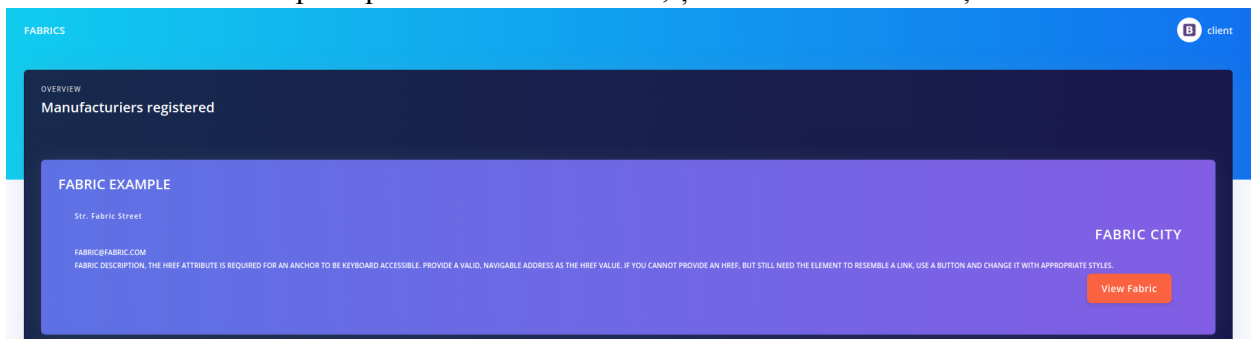 FABRICS
B client
OVERVIEW
Manufacturiers registered
FABRIC EXAMPLE
Str. Fabric Street
FABRIC CITY
FABRIC@FABRIC.COM
FABRIC DESCRIPTION, THE HREF ATTRIBUTE IS REQUIRED FOR AN ANCHOR TO BE KEYBOARD ACCESSIBLE. PROVIDE A VALID, NAVIGABLE ADDRESS AS THE HREF VALUE. IF YOU CANNOT PROVIDE AN HREF, BUT STILL NEED THE ELEMENT TO RESEMBLE A LINK, USE A BUTTON AND CHANGE IT WITH APPROPRIATE STYLES.
View Fabric